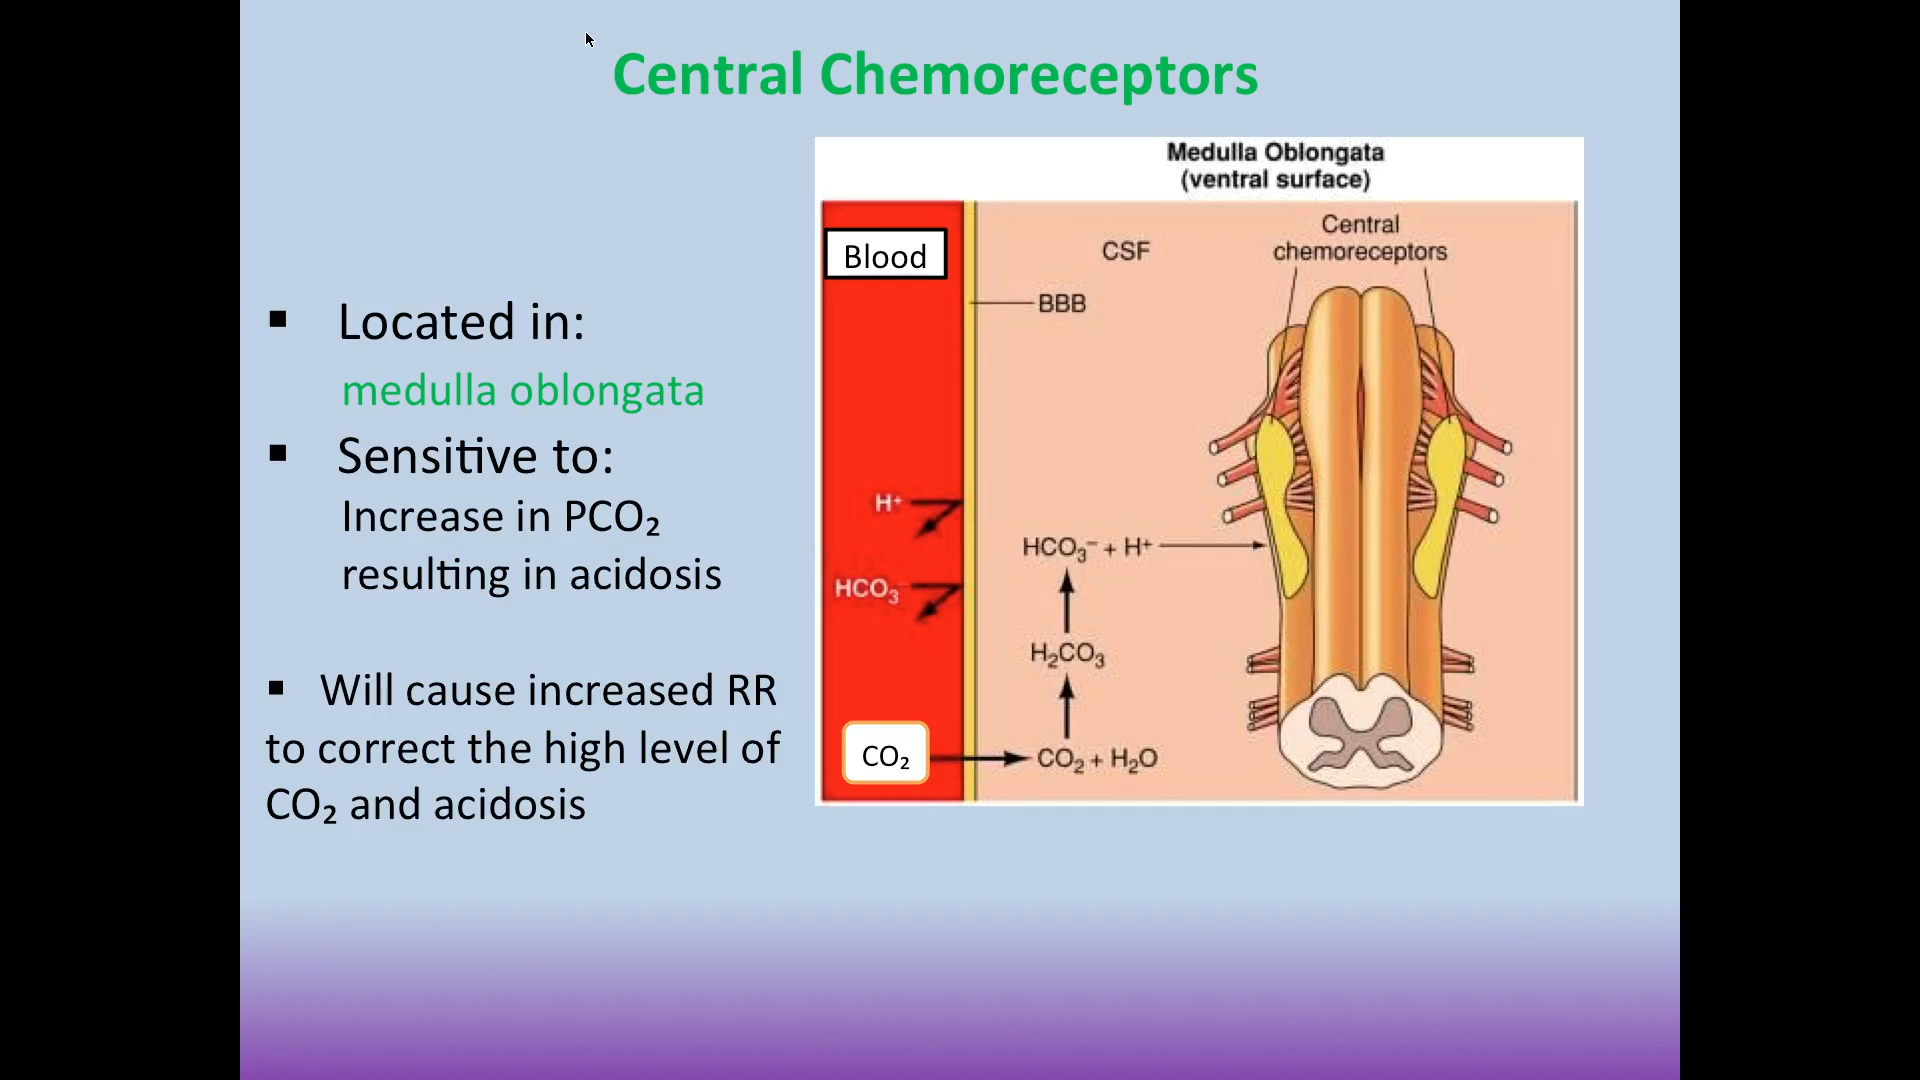 Central Chemoreceptors
▪ Located in:
medulla oblongata
▪ Sensitive to:
Increase in PCO₂
resulting in acidosis
▪ Will cause increased RR
to correct the high level of
CO₂ and acidosis
Medulla Oblongata
(ventral surface)
Blood
CSF
Central
chemoreceptors
BBB
H⁺
HCO₃⁻
HCO₃⁻ + H⁺
H₂CO₃
CO₂
CO₂ + H₂O